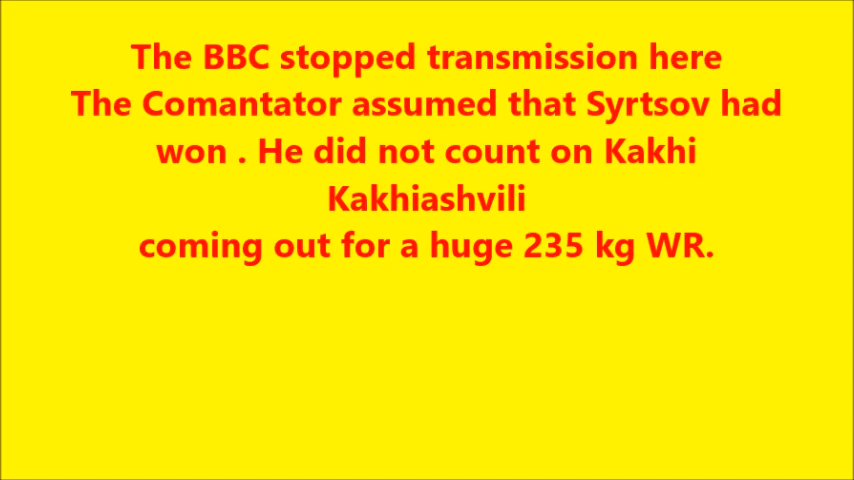 The BBC stopped transmission here
The Comantator assumed that Syrtsov had
won . He did not count on Kakhi
Kakhiashvili
coming out for a huge 235 kg WR.